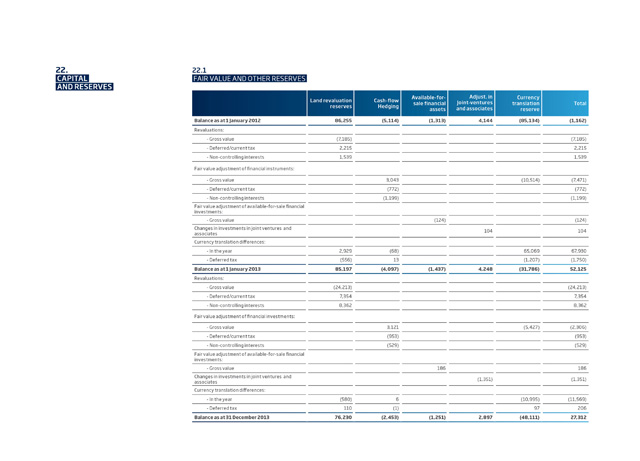 22.
CAPITAL
AND RESERVES
22.1
FAIR VALUE AND OTHER RESERVES
Land revaluation reserves Cash-flow Hedging Available-for-sale financial assets Adjust. in joint ventures and associates Currency translation reserve Total
Balance as at 1 January 2012 86,255 (5,114) (1,313) 4,144 (85,134) (1,162)
Revaluations:
- Gross value (7,185) (7,185)
- Deferred/current tax 2,215 2,215
- Non-controlling interests 1,539 1,539
Fair value adjustment of financial instruments:
- Gross value 3,043 (10,514) (7,471)
- Deferred/current tax (772) (772)
- Non-controlling interests (1,199) (1,199)
Fair value adjustment of available-for-sale financial
investments:
- Gross value (124) (124)
Changes in investments in joint ventures and
associates 104 104
Currency translation differences:
- In the year 2,929 (68) 65,069 67,930
- Deferred tax (556) 13 (1,207) (1,750)
Balance as at 1 January 2013 85,197 (4,097) (1,437) 4,248 (31,786) 52,125
Revaluations:
- Gross value (24,213) (24,213)
- Deferred/current tax 7,354 7,354
- Non-controlling interests 8,362 8,362
Fair value adjustment of financial investments:
- Gross value 3,121 (5,427) (2,306)
- Deferred/current tax (953) (953)
- Non-controlling interests (529) (529)
Fair value adjustment of available-for-sale financial
investments:
- Gross value 186 186
Changes in investments in joint ventures and
associates (1,351) (1,351)
Currency translation differences:
- In the year (580) 6 (10,995) (11,569)
- Deferred tax 110 (1) 97 206
Balance as at 31 December 2013 76,230 (2,453) (1,251) 2,897 (48,111) 27,312